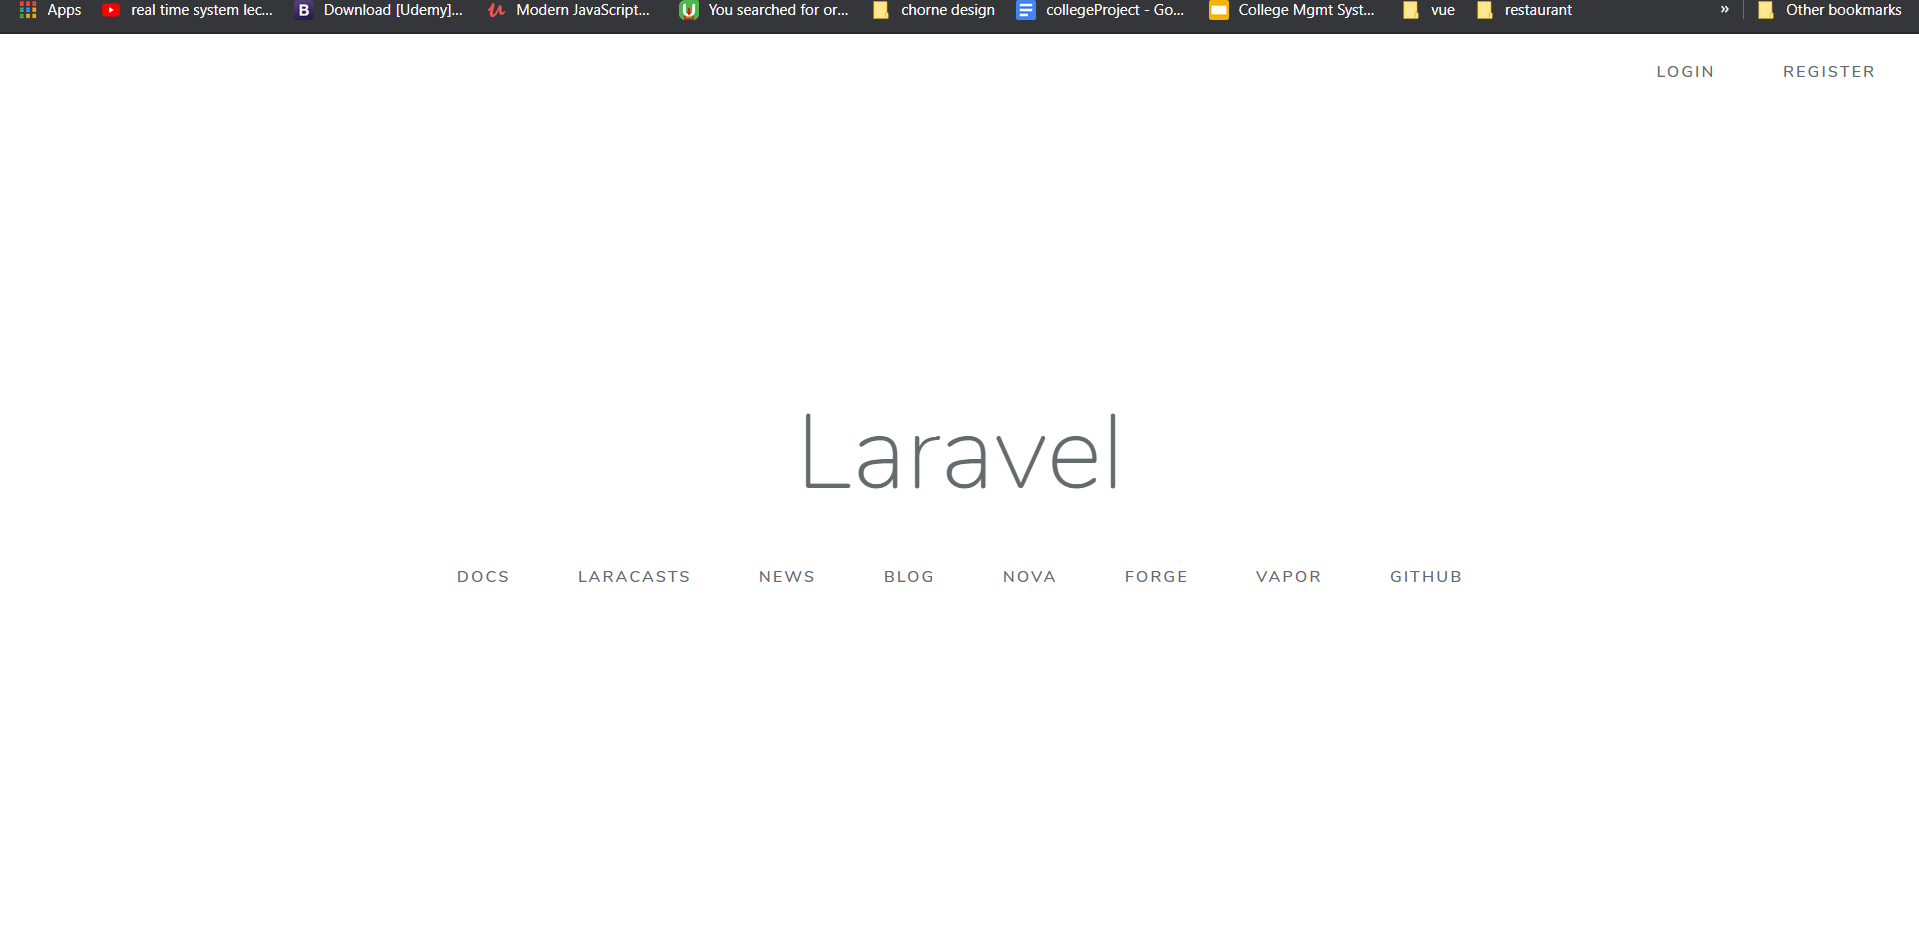 Apps real time system lec... Download [Udemy]... Modern JavaScript... You searched for or... chorne design collegeProject - Go... College Mgmt Syst... vue restaurant » Other bookmarks
LOGIN REGISTER
Laravel
DOCS LARACASTS NEWS BLOG NOVA FORGE VAPOR GITHUB